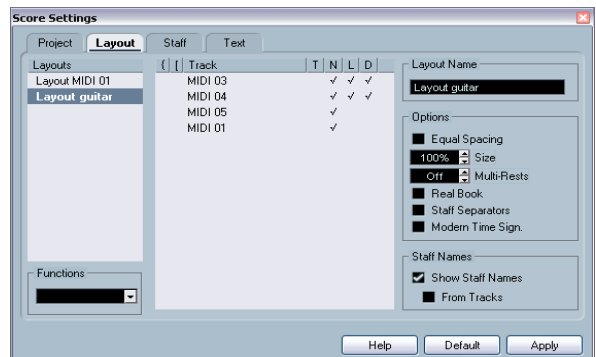 Score Settings
Project Layout Staff Text
Layouts
Layout MIDI 01
Layout guitar
{ [ Track T N L D
MIDI 03 √ √ √
MIDI 04 √ √ √
MIDI 05 √
MIDI 01 √
Functions
Layout Name
Layout guitar
Options
Equal Spacing
100% Size
Off Multi-Rests
Real Book
Staff Separators
Modern Time Sign.
Staff Names
Show Staff Names
From Tracks
Help Default Apply